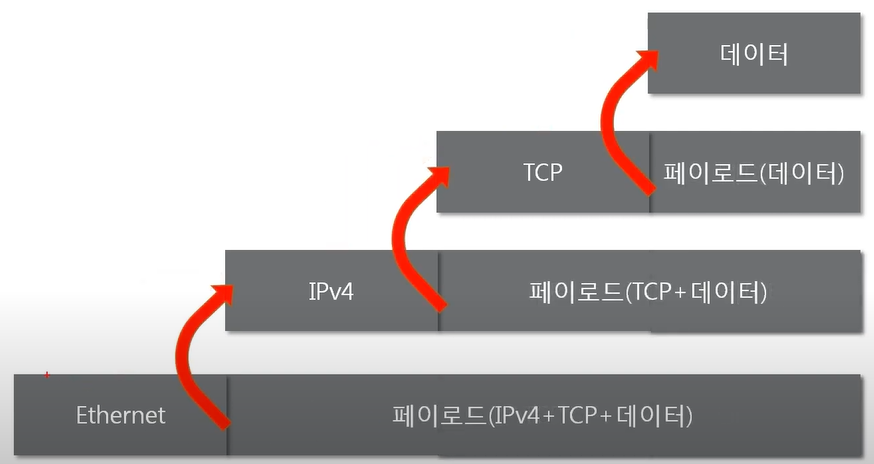 데이터
TCP
페이로드(데이터)
IPv4
페이로드(TCP+데이터)
Ethernet
페이로드(IPv4+TCP+데이터)